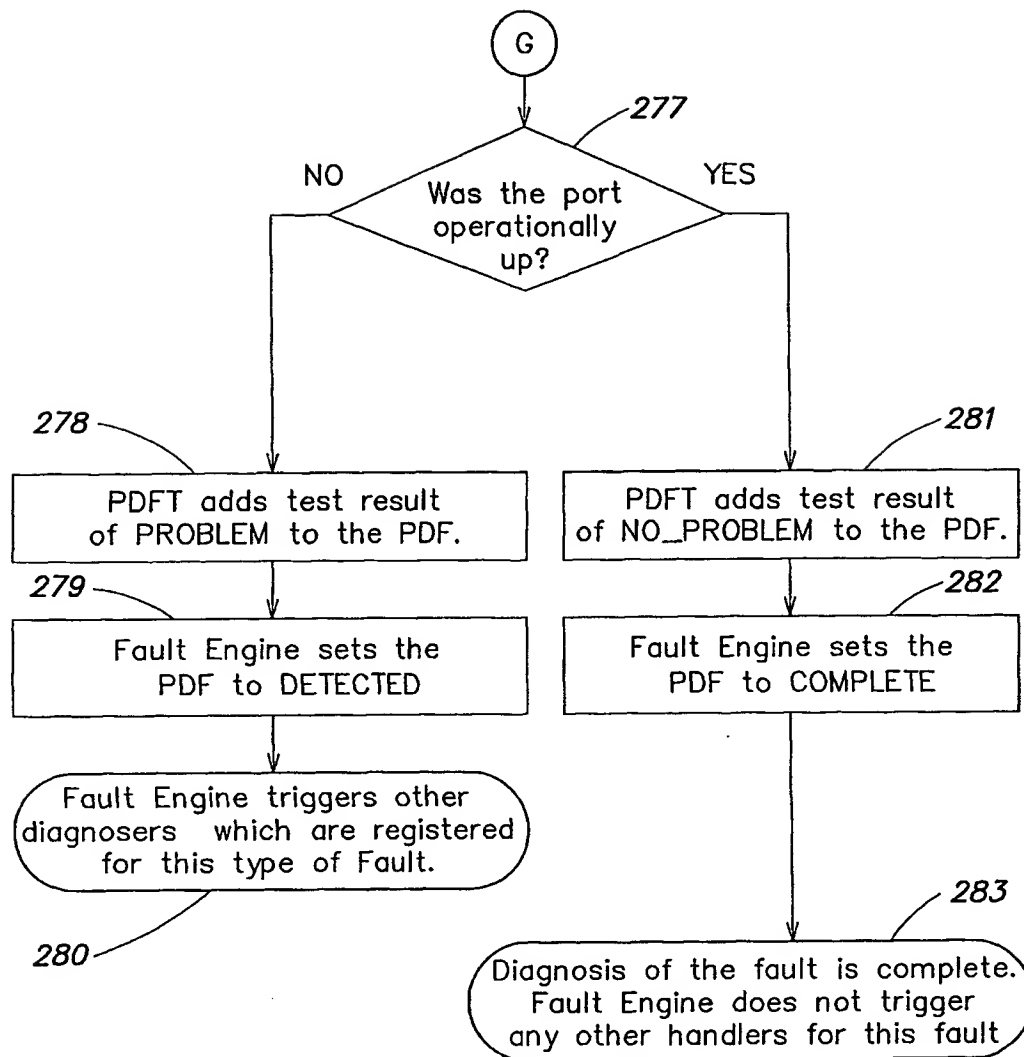 G
277
NO
YES
Was the port
operationally
up?
278
281
PDFT adds test result
of PROBLEM to the PDF.
PDFT adds test result
of NO_PROBLEM to the PDF.
279
282
Fault Engine sets the
PDF to DETECTED
Fault Engine sets the
PDF to COMPLETE
Fault Engine triggers other
diagnosers which are registered
for this type of Fault.
280
283
Diagnosis of the fault is complete.
Fault Engine does not trigger
any other handlers for this fault